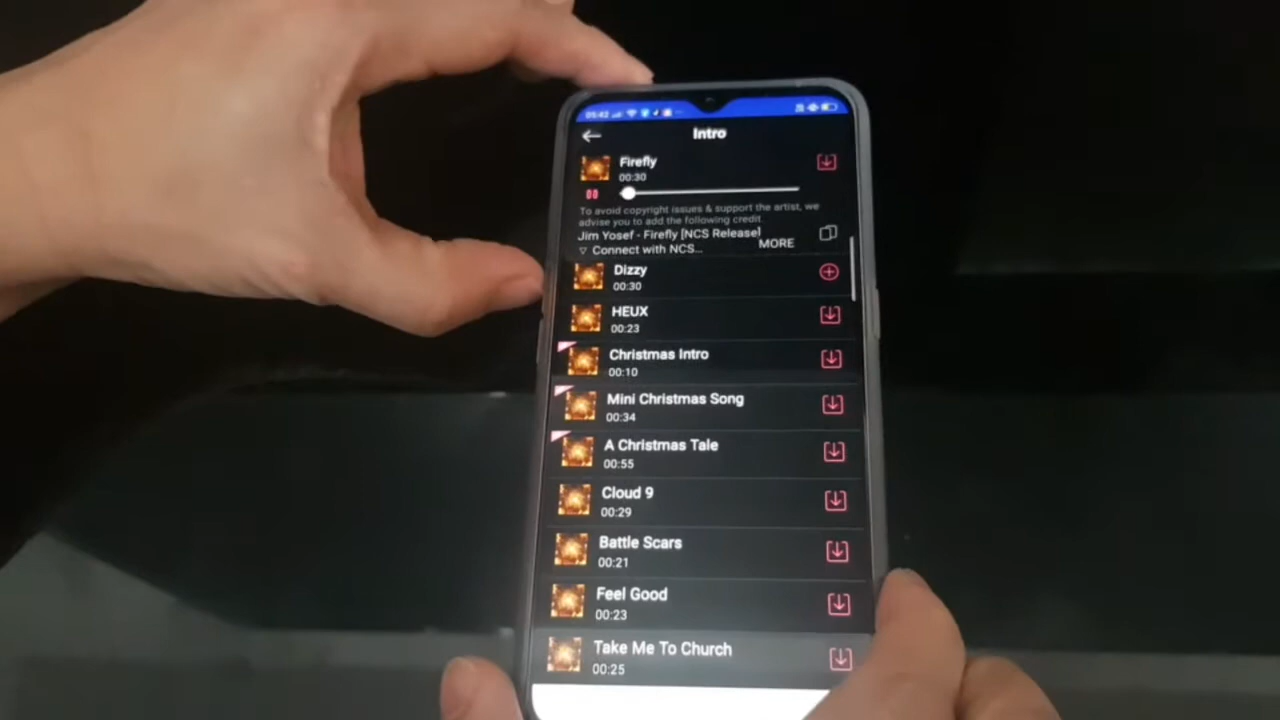 05:42
Intro
Firefly
00:30
To avoid copyright issues & support the artist, we
advise you to add the following credit
Jim Yosef - Firefly [NCS Release]
▽ Connect with NCS...
MORE
Dizzy
00:30
HEUX
00:23
Christmas Intro
00:10
Mini Christmas Song
00:34
A Christmas Tale
00:55
Cloud 9
00:29
Battle Scars
00:21
Feel Good
00:23
Take Me To Church
00:25